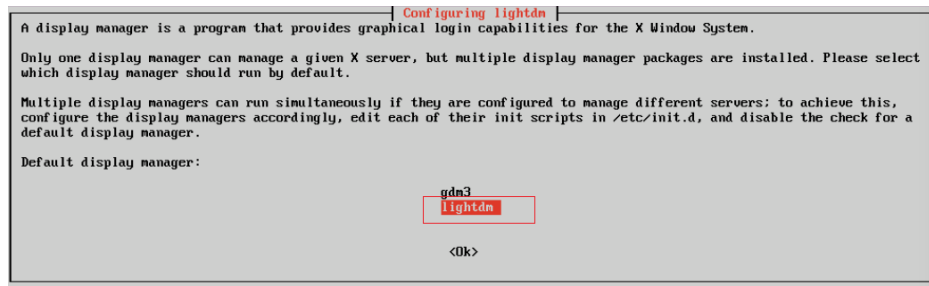 Configuring lightdm
A display manager is a program that provides graphical login capabilities for the X Window System.
Only one display manager can manage a given X server, but multiple display manager packages are installed. Please select
which display manager should run by default.
Multiple display managers can run simultaneously if they are configured to manage different servers; to achieve this,
configure the display managers accordingly, edit each of their init scripts in /etc/init.d, and disable the check for a
default display manager.
Default display manager:
gdm3
lightdm
<Ok>